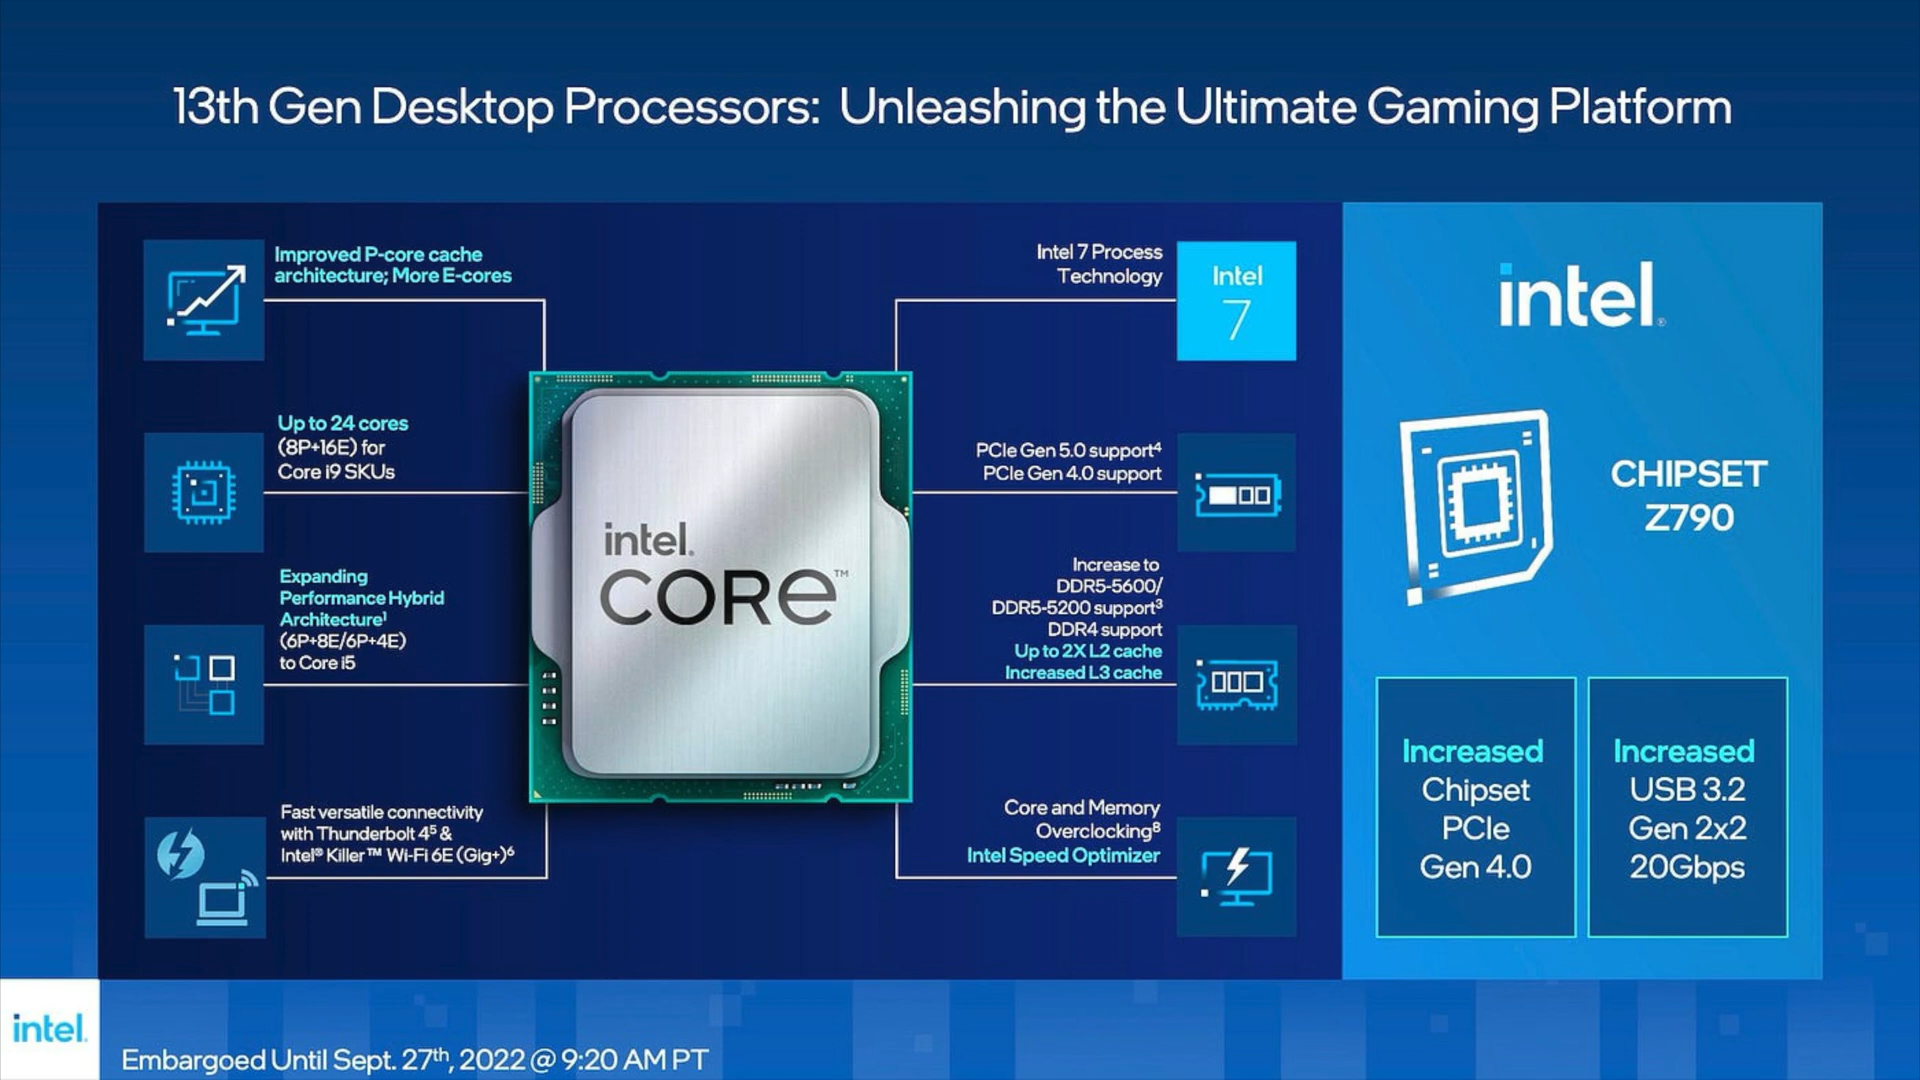 13th Gen Desktop Processors: Unleashing the Ultimate Gaming Platform
Improved P-core cache
architecture; More E-cores
Up to 24 cores
(8P+16E) for
Core i9 SKUs
Expanding
Performance Hybrid
Architecture¹
(6P+8E/6P+4E)
to Core i5
Fast versatile connectivity
with Thunderbolt 4⁵ &
Intel® Killer™ Wi-Fi 6E (Gig+)⁶
intel.
CORe™
Intel 7 Process
Technology
Intel
7
PCIe Gen 5.0 support⁴
PCIe Gen 4.0 support
Increase to
DDR5-5600/
DDR5-5200 support³
DDR4 support
Up to 2X L2 cache
Increased L3 cache
Core and Memory
Overclocking⁸
Intel Speed Optimizer
intel®
CHIPSET
Z790
Increased
Chipset
PCIe
Gen 4.0
Increased
USB 3.2
Gen 2x2
20Gbps
intel.
Embargoed Until Sept. 27th, 2022 @ 9:20 AM PT